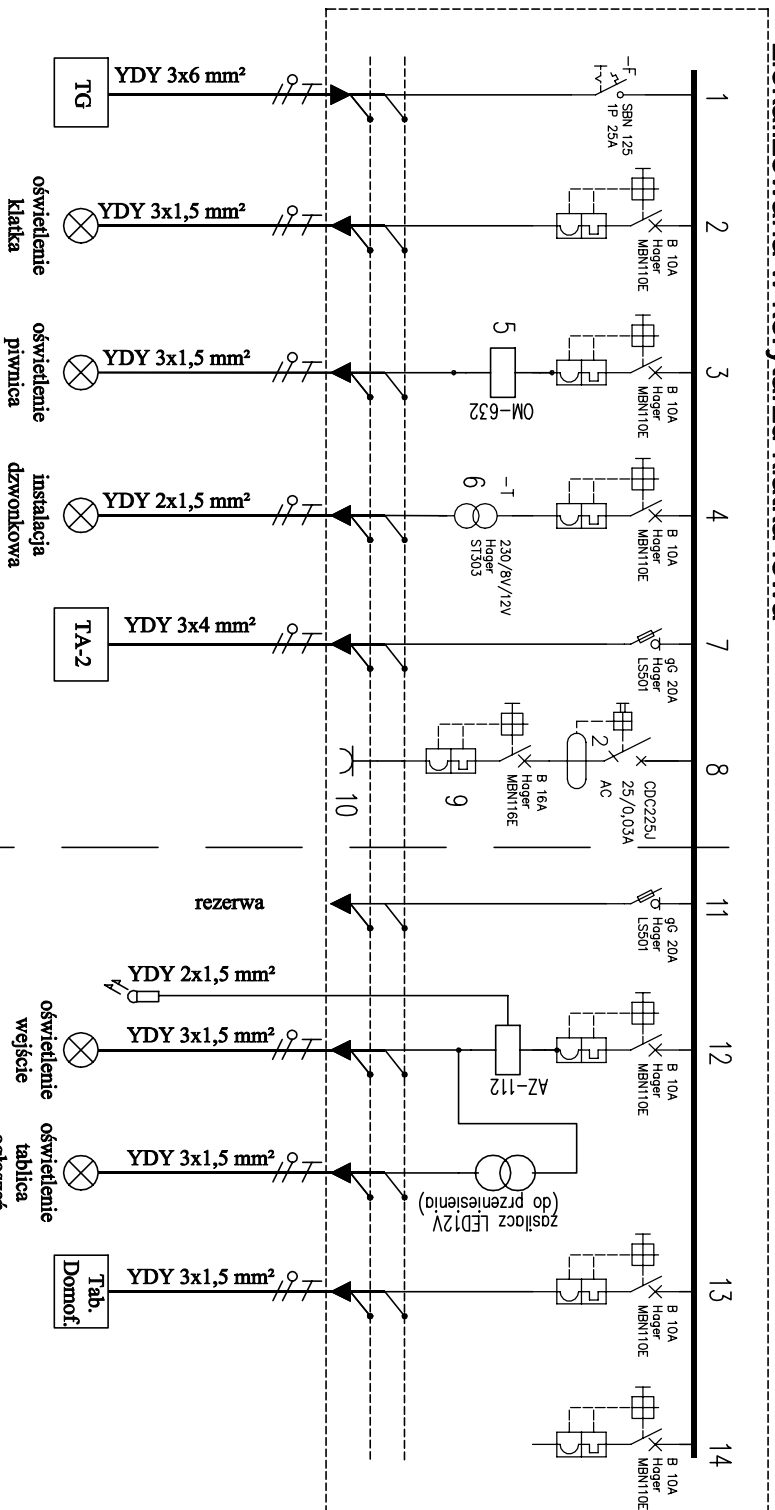 1
-F
SBN 125
1P 25A
YDY 3x6 mm²
TG
2
B 10A
Hager
MBN110E
YDY 3x1,5 mm²
oświetlenie
klatka
3
B 10A
Hager
MBN110E
5
OM-632
YDY 3x1,5 mm²
oświetlenie
piwnica
4
B 10A
Hager
MBN110E
-T
6
230/8V/12V
Hager
ST303
YDY 2x1,5 mm²
instalacja
dzwonkowa
7
gG 20A
Hager
LS501
YDY 3x4 mm²
TA-2
8
CDC225J
25/0,03A
AC
2
B 16A
Hager
MBN116E
9
10
11
gG 20A
Hager
LS501
rezerwa
12
B 10A
Hager
MBN110E
AZ-112
YDY 2x1,5 mm²
YDY 3x1,5 mm²
oświetlenie
wejście
zasilacz LED12V
(do przeniesienia)
YDY 3x1,5 mm²
oświetlenie
tablica
13
B 10A
Hager
MBN110E
YDY 3x1,5 mm²
Tab.
Domof.
14
B 10A
Hager
MBN110E